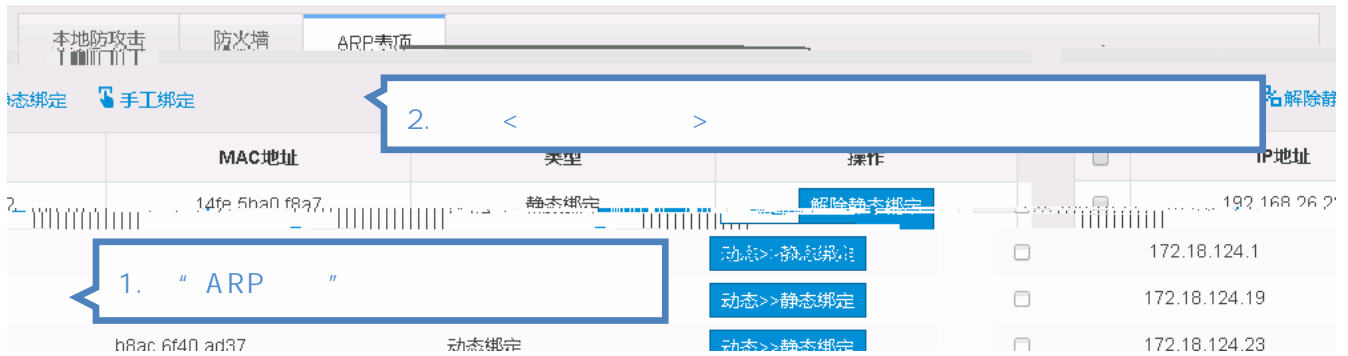 本地防攻击 防火墙 ARP表项
态绑定 手工绑定 解除静
2. < >
MAC地址 类型 操作 IP地址
14fe.5ba0.f8a7 静态绑定 解除静态绑定 192.168.26.2
动态>>静态绑定 172.18.124.1
1. “ ARP ”
动态>>静态绑定 172.18.124.19
b8ac.6f40.ad37 动态绑定 动态>>静态绑定 172.18.124.23